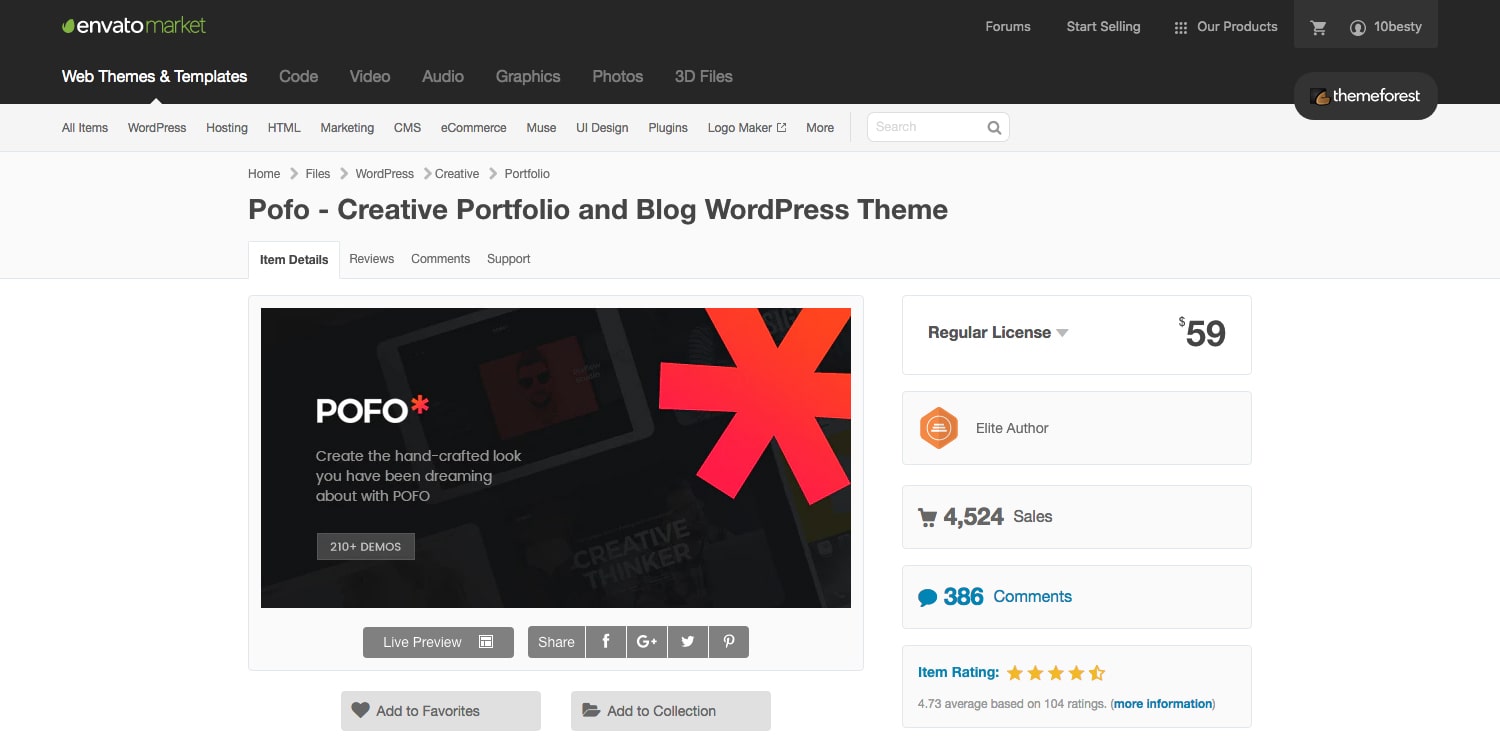 envatomarket
Forums Start Selling Our Products 10besty
Web Themes & Templates Code Video Audio Graphics Photos 3D Files
themeforest
All Items WordPress Hosting HTML Marketing CMS eCommerce Muse UI Design Plugins Logo Maker More Search
Home Files WordPress Creative Portfolio
Pofo - Creative Portfolio and Blog WordPress Theme
Item Details Reviews Comments Support
POFO*
Create the hand-crafted look
you have been dreaming
about with POFO
210+ DEMOS
CREATIVE
THINKER
Live Preview Share f G+
Add to Favorites Add to Collection
Regular License $59
Elite Author
4,524 Sales
386 Comments
Item Rating:
4.73 average based on 104 ratings. (more information)